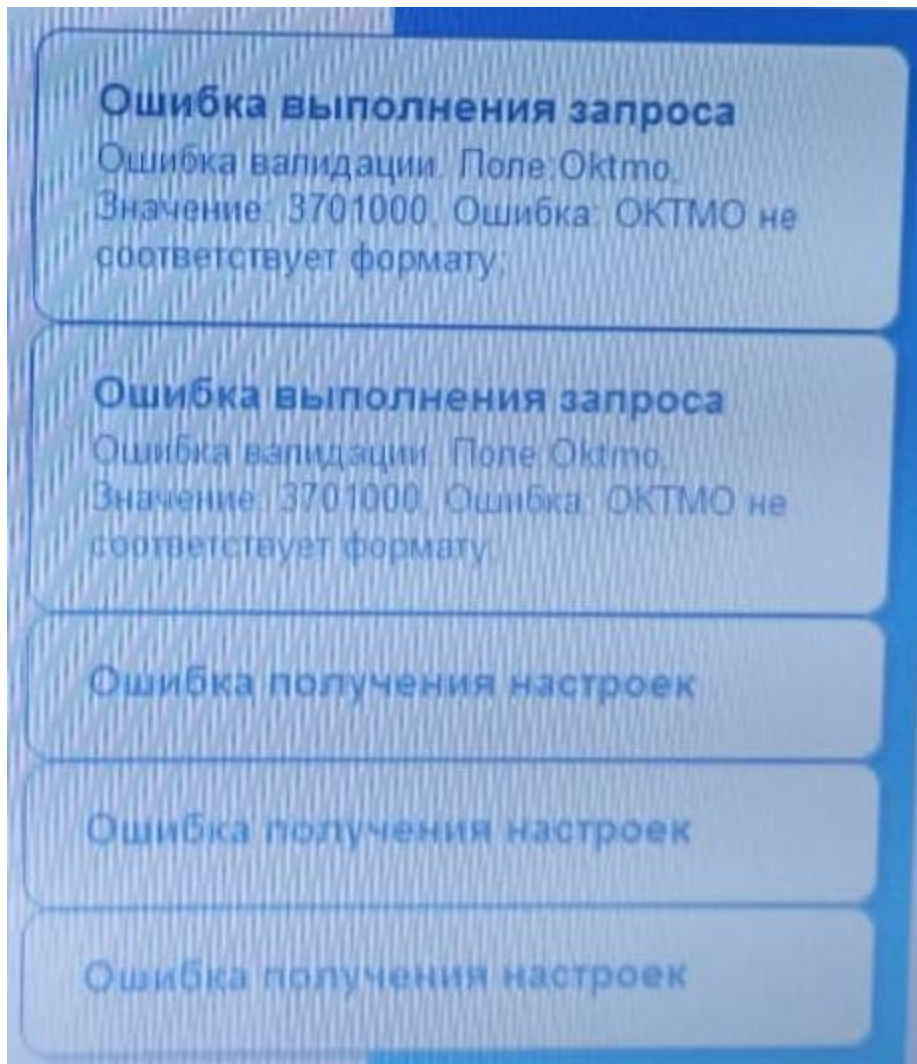 Ошибка выполнения запроса
Ошибка валидации. Поле:Oktmo.
Значение: 3701000. Ошибка: ОКТМО не
соответствует формату;
Ошибка выполнения запроса
Ошибка валидации. Поле:Oktmo.
Значение: 3701000. Ошибка: ОКТМО не
соответствует формату;
Ошибка получения настроек
Ошибка получения настроек
Ошибка получения настроек